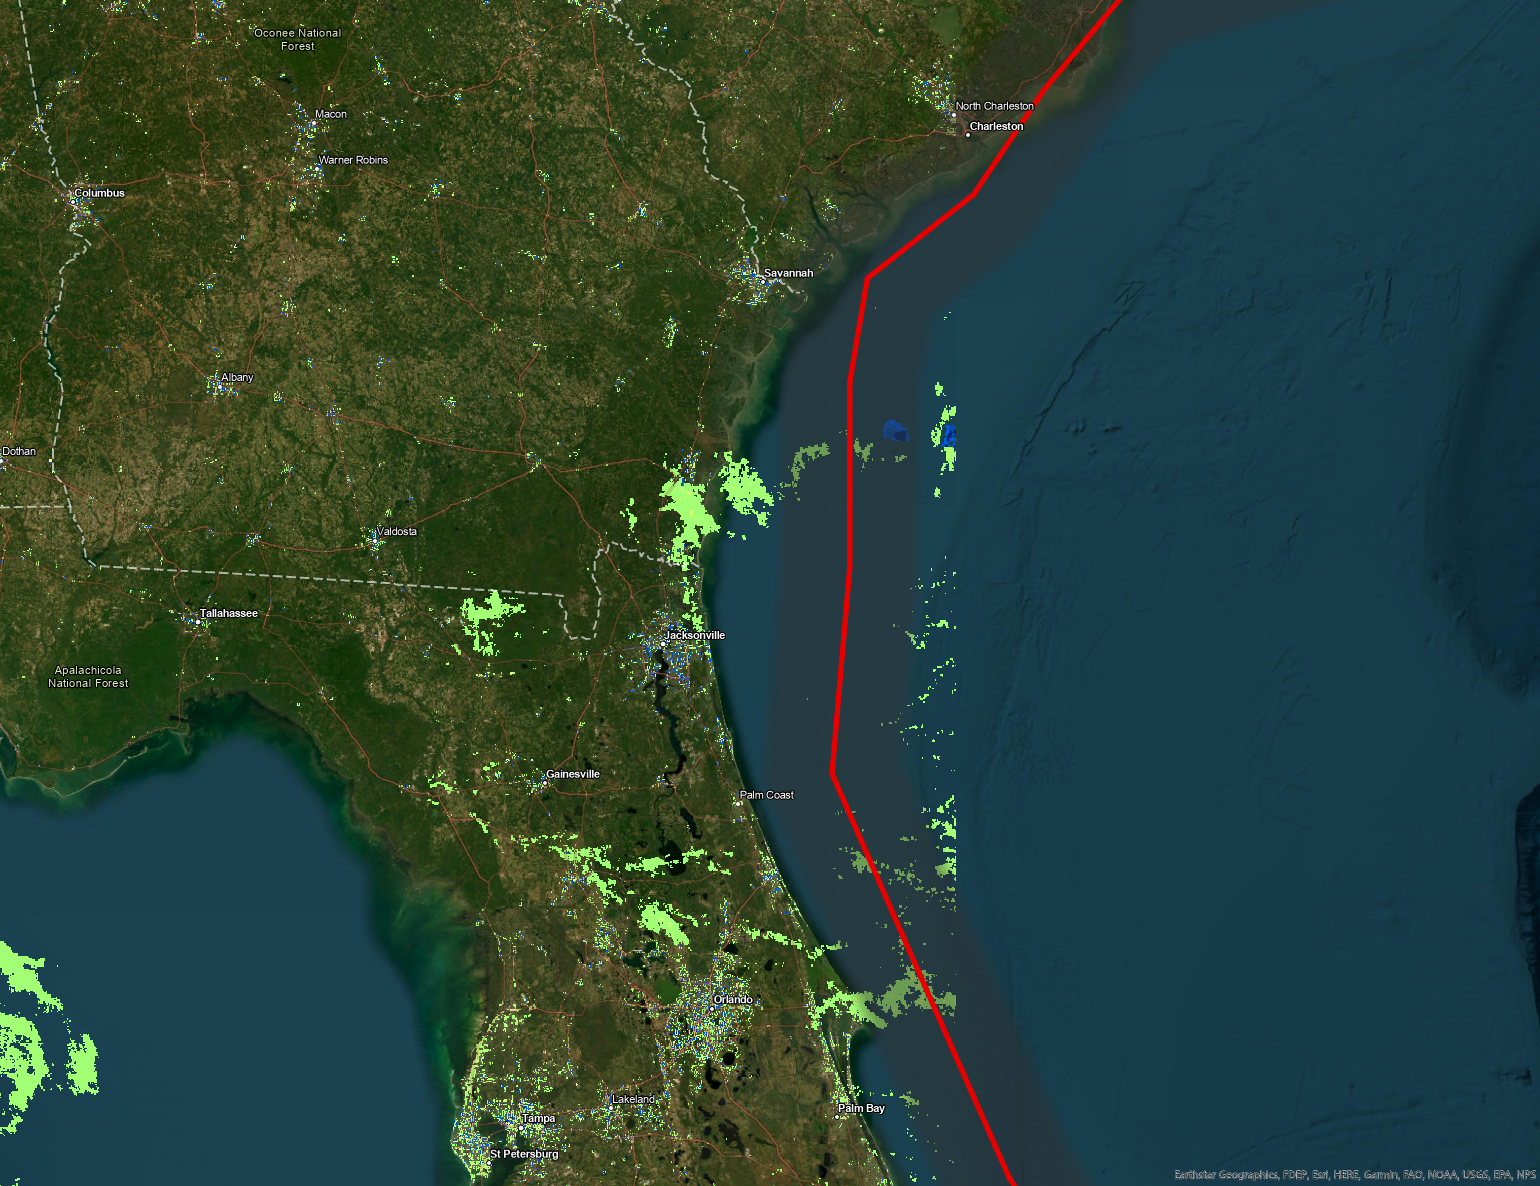 Oconee National
Forest
North Charleston
Macon
Charleston
Warner Robins
Columbus
Savannah
Albany
Dothan
Valdosta
Tallahassee
Jacksonville
Apalachicola
National Forest
Gainesville
Palm Coast
Orlando
Lakeland
Palm Bay
Tampa
St Petersburg
Earthstar Geographics, FDEP, Esri, HERE, Garmin, FAO, NOAA, USGS, EPA, NPS